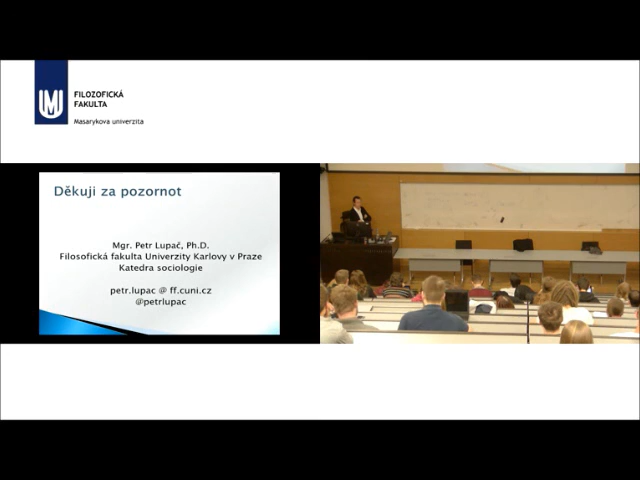 FILOZOFICKÁ
FAKULTA
Masarykova univerzita
Děkuji za pozornot
Mgr. Petr Lupač, Ph.D.
Filosofická fakulta Univerzity Karlovy v Praze
Katedra sociologie
petr.lupac @ ff.cuni.cz
@petrlupac